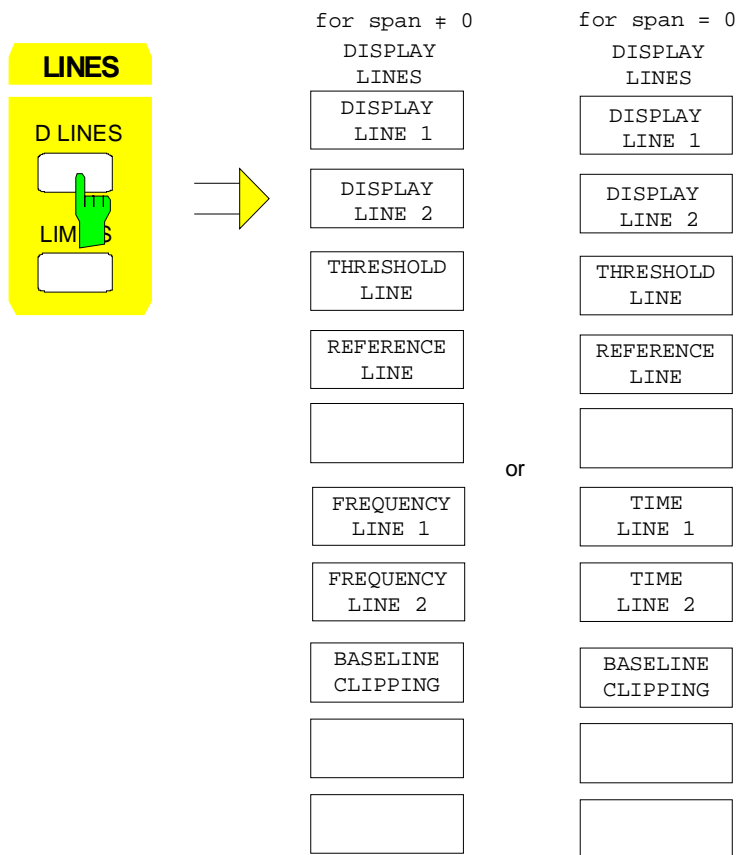 LINES
D LINES
LIM S
for span ≠ 0
DISPLAY
LINES
DISPLAY
LINE 1
DISPLAY
LINE 2
THRESHOLD
LINE
REFERENCE
LINE
FREQUENCY
LINE 1
FREQUENCY
LINE 2
BASELINE
CLIPPING
or
for span = 0
DISPLAY
LINES
DISPLAY
LINE 1
DISPLAY
LINE 2
THRESHOLD
LINE
REFERENCE
LINE
TIME
LINE 1
TIME
LINE 2
BASELINE
CLIPPING